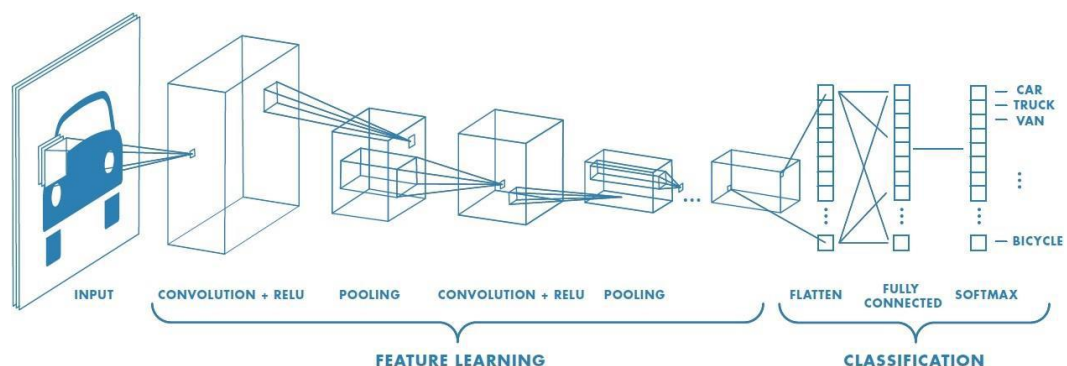 CAR
TRUCK
VAN
BICYCLE
INPUT
CONVOLUTION + RELU
POOLING
CONVOLUTION + RELU
POOLING
FLATTEN
FULLY
CONNECTED
SOFTMAX
FEATURE LEARNING
CLASSIFICATION